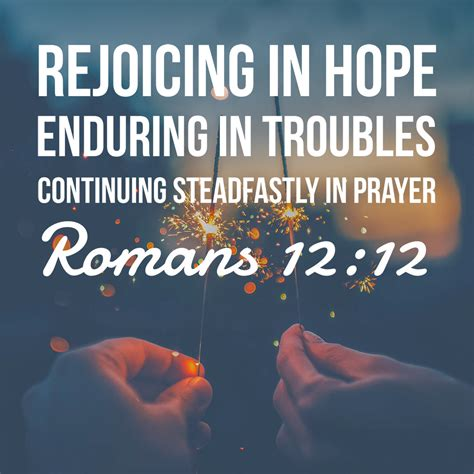 REJOICING IN HOPE
ENDURING IN TROUBLES
CONTINUING STEADFASTLY IN PRAYER
Romans 12:12